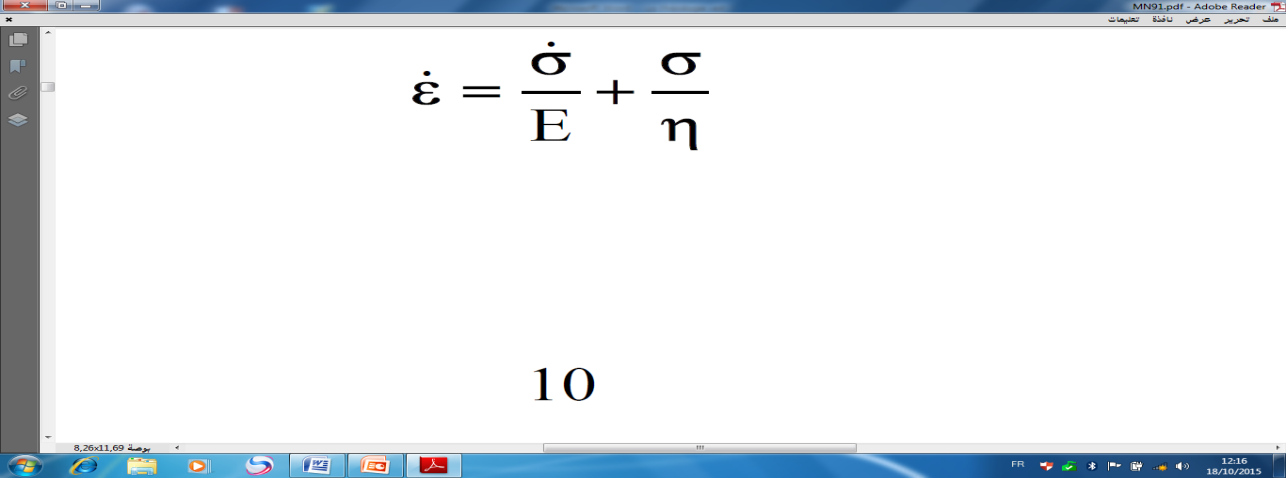 MN91.pdf - Adobe Reader
ملف تحرير عرض نافذة تعليمات
ε̇ = σ̇/E + σ/η
10
8,26x11,69 بوصة
FR
12:16
18/10/2015